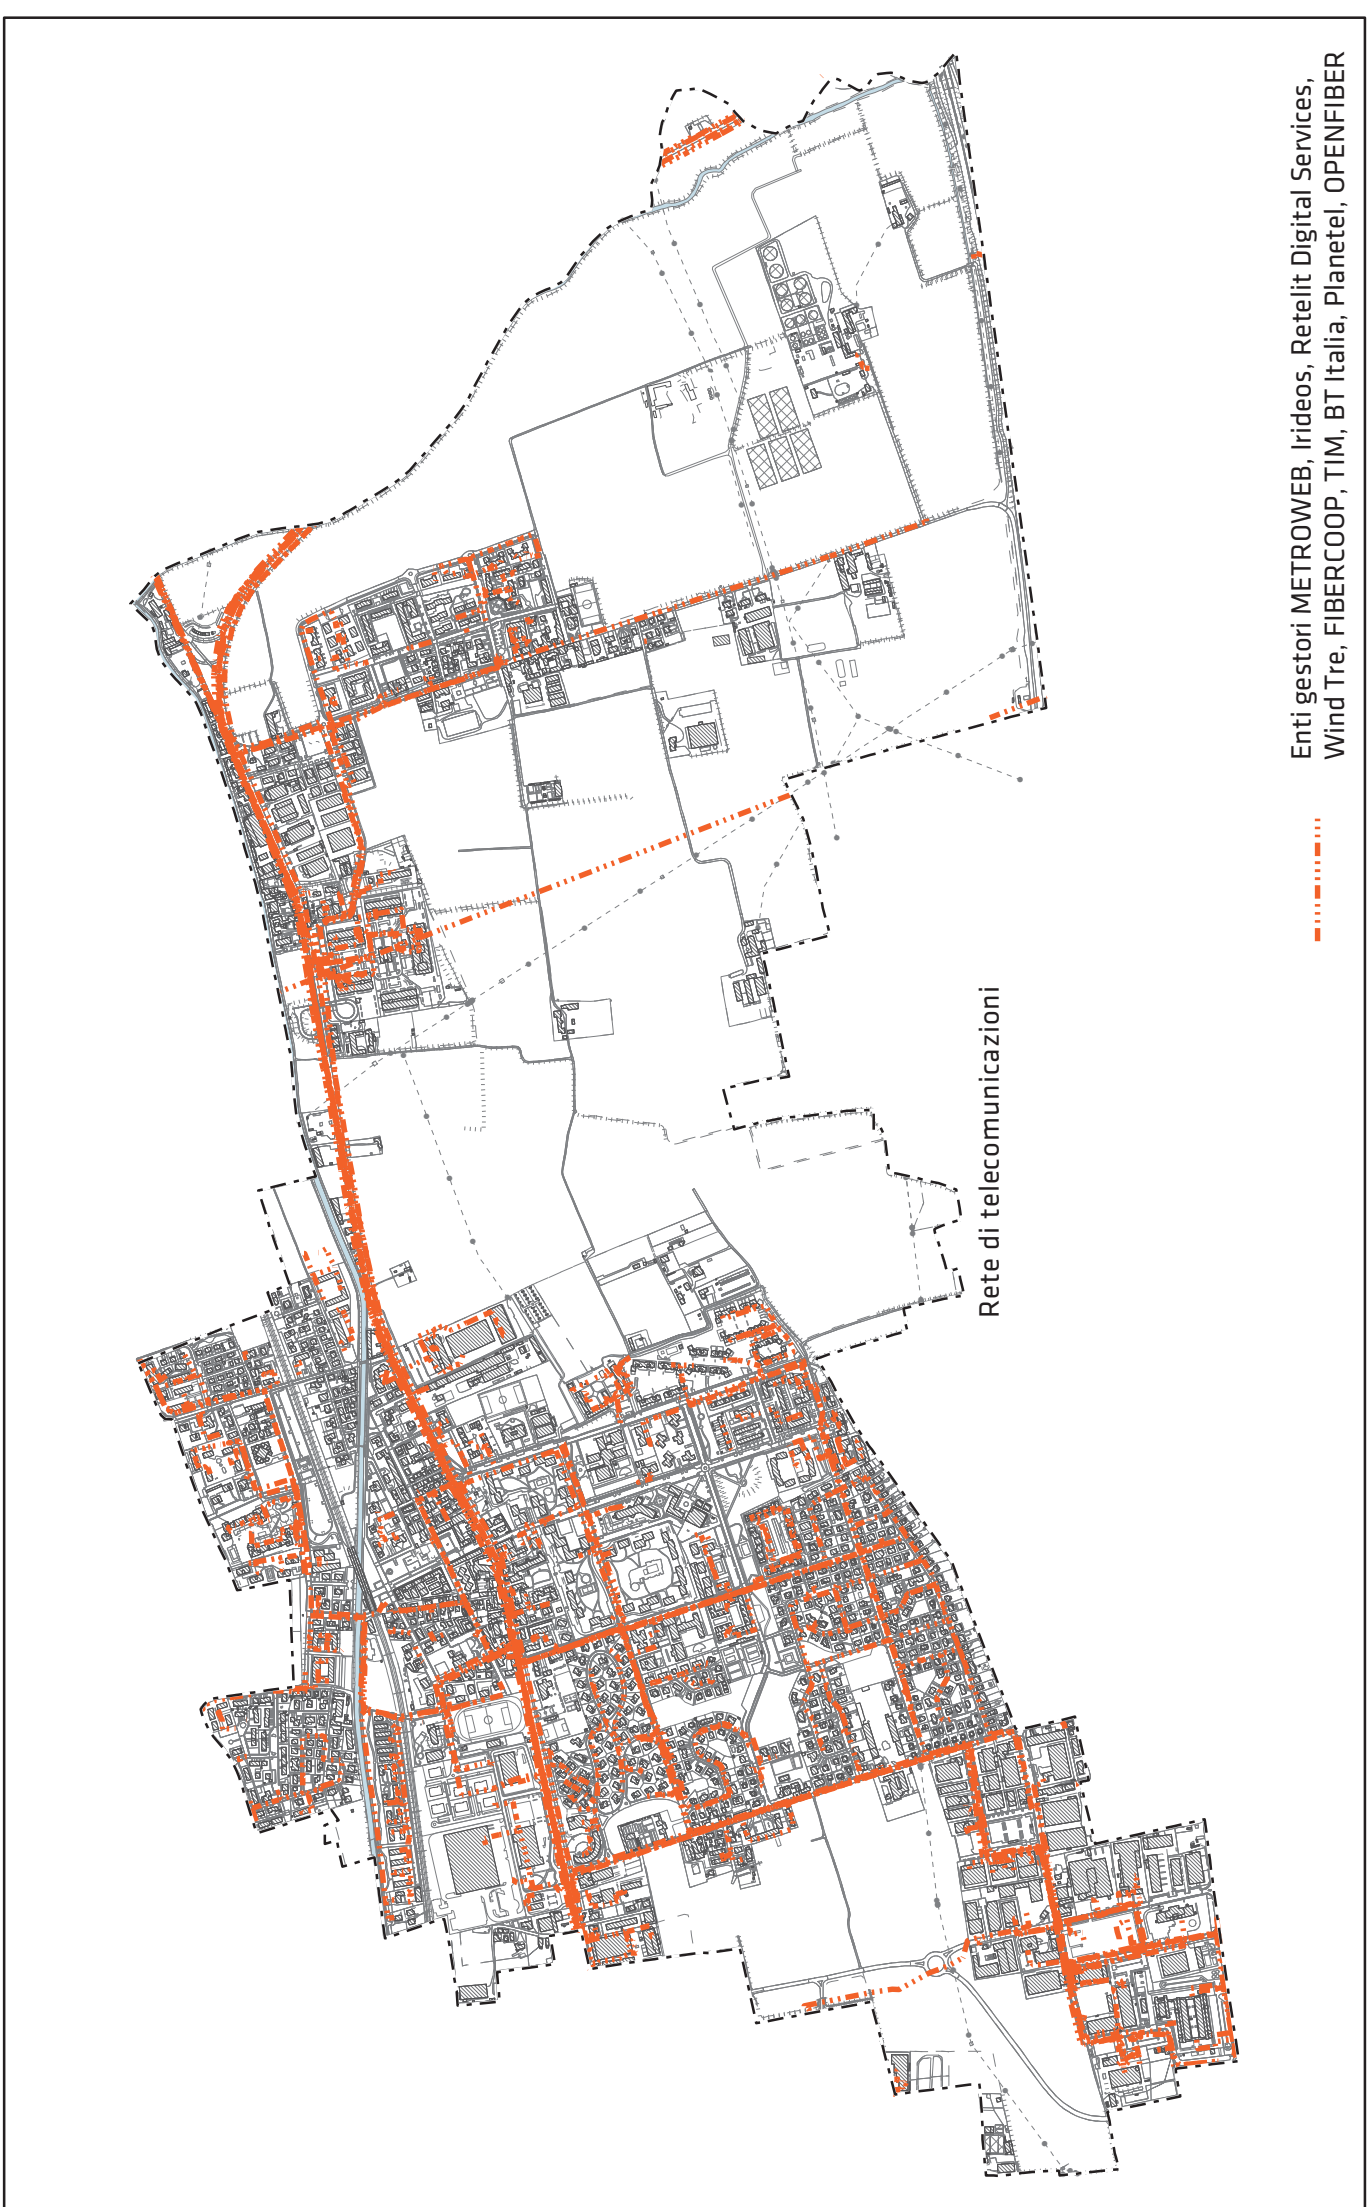 Rete di telecomunicazioni
Enti gestori METROWEB, Irideos, Retelit Digital Services,
Wind Tre, FIBERCOOP, TIM, BT Italia, Planetel, OPENFIBER